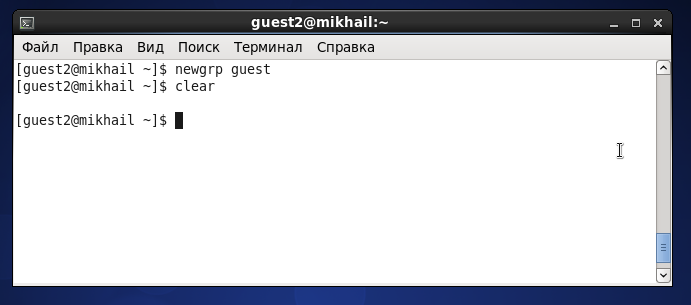 guest2@mikhail:~
Файл Правка Вид Поиск Терминал Справка
[guest2@mikhail ~]$ newgrp guest
[guest2@mikhail ~]$ clear
[guest2@mikhail ~]$